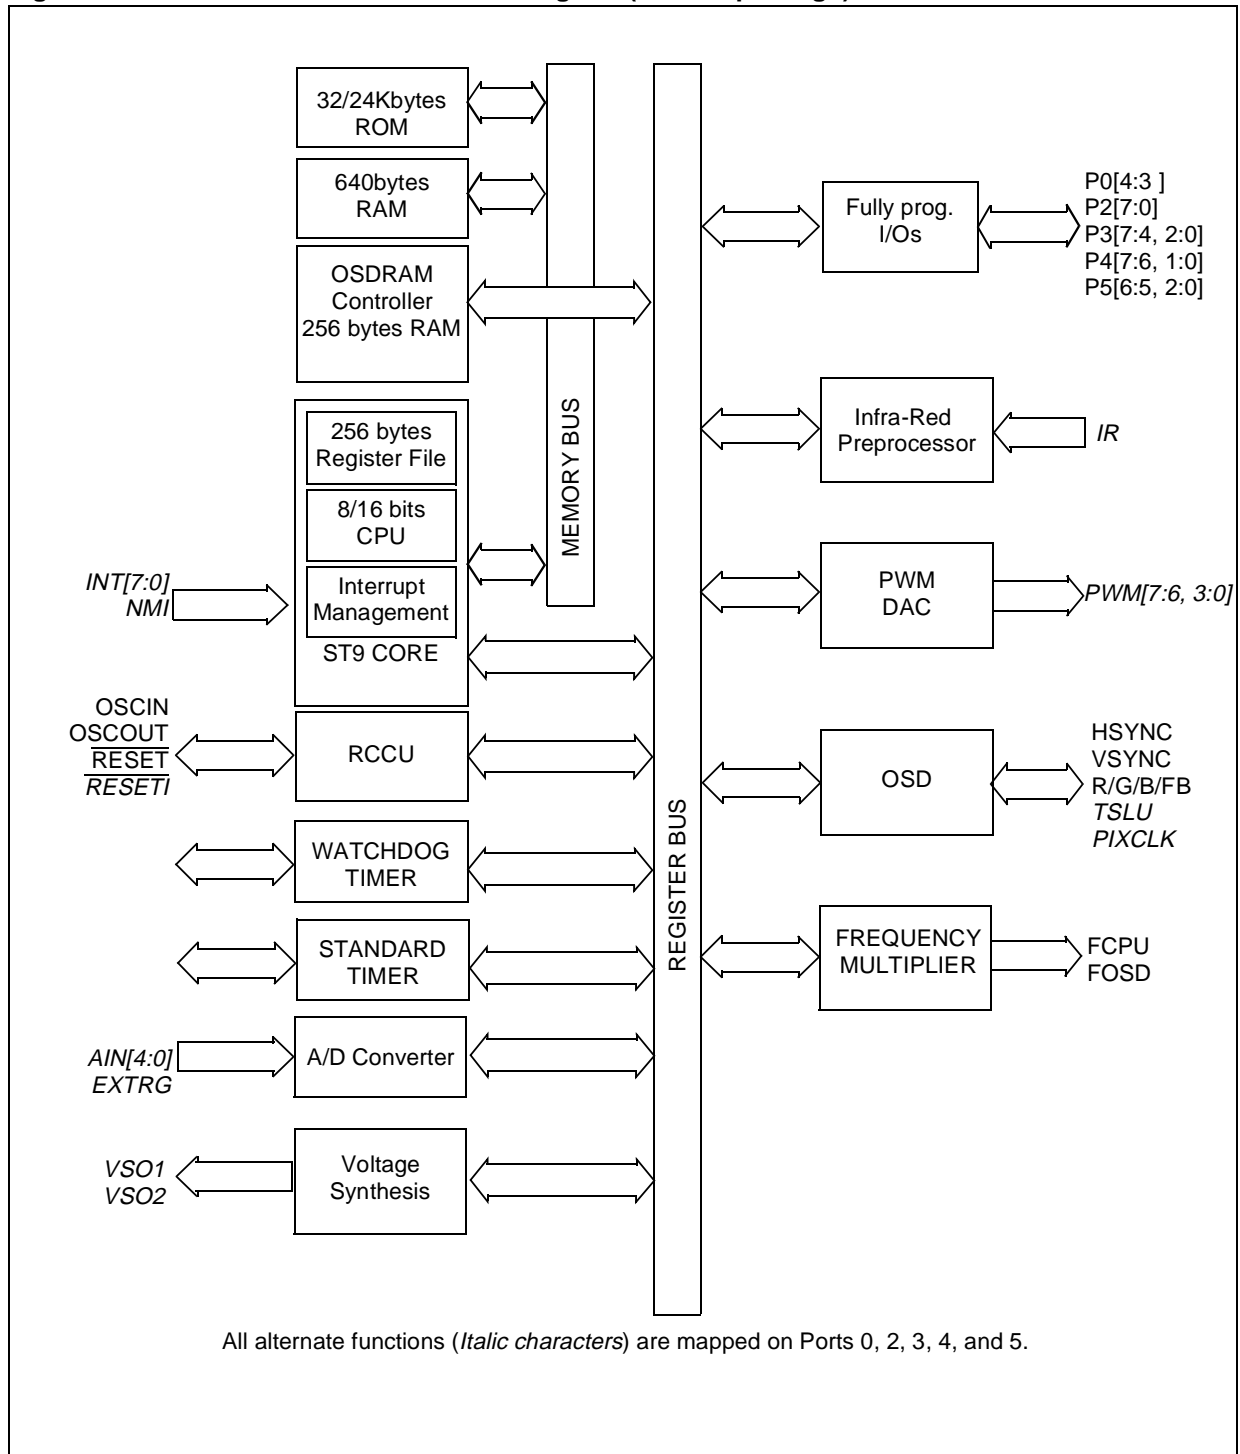 32/24Kbytes
ROM
640bytes
RAM
OSDRAM
Controller
256 bytes RAM
256 bytes
Register File
8/16 bits
CPU
Interrupt
Management
ST9 CORE
INT[7:0]
NMI
OSCIN
OSCOUT
RESET
RESETI
RCCU
WATCHDOG
TIMER
STANDARD
TIMER
AIN[4:0]
EXTRG
A/D Converter
VSO1
VSO2
Voltage
Synthesis
MEMORY BUS
REGISTER BUS
Fully prog.
I/Os
P0[4:3 ]
P2[7:0]
P3[7:4, 2:0]
P4[7:6, 1:0]
P5[6:5, 2:0]
Infra-Red
Preprocessor
IR
PWM
DAC
PWM[7:6, 3:0]
OSD
HSYNC
VSYNC
R/G/B/FB
TSLU
PIXCLK
FREQUENCY
MULTIPLIER
FCPU
FOSD
All alternate functions (Italic characters) are mapped on Ports 0, 2, 3, 4, and 5.